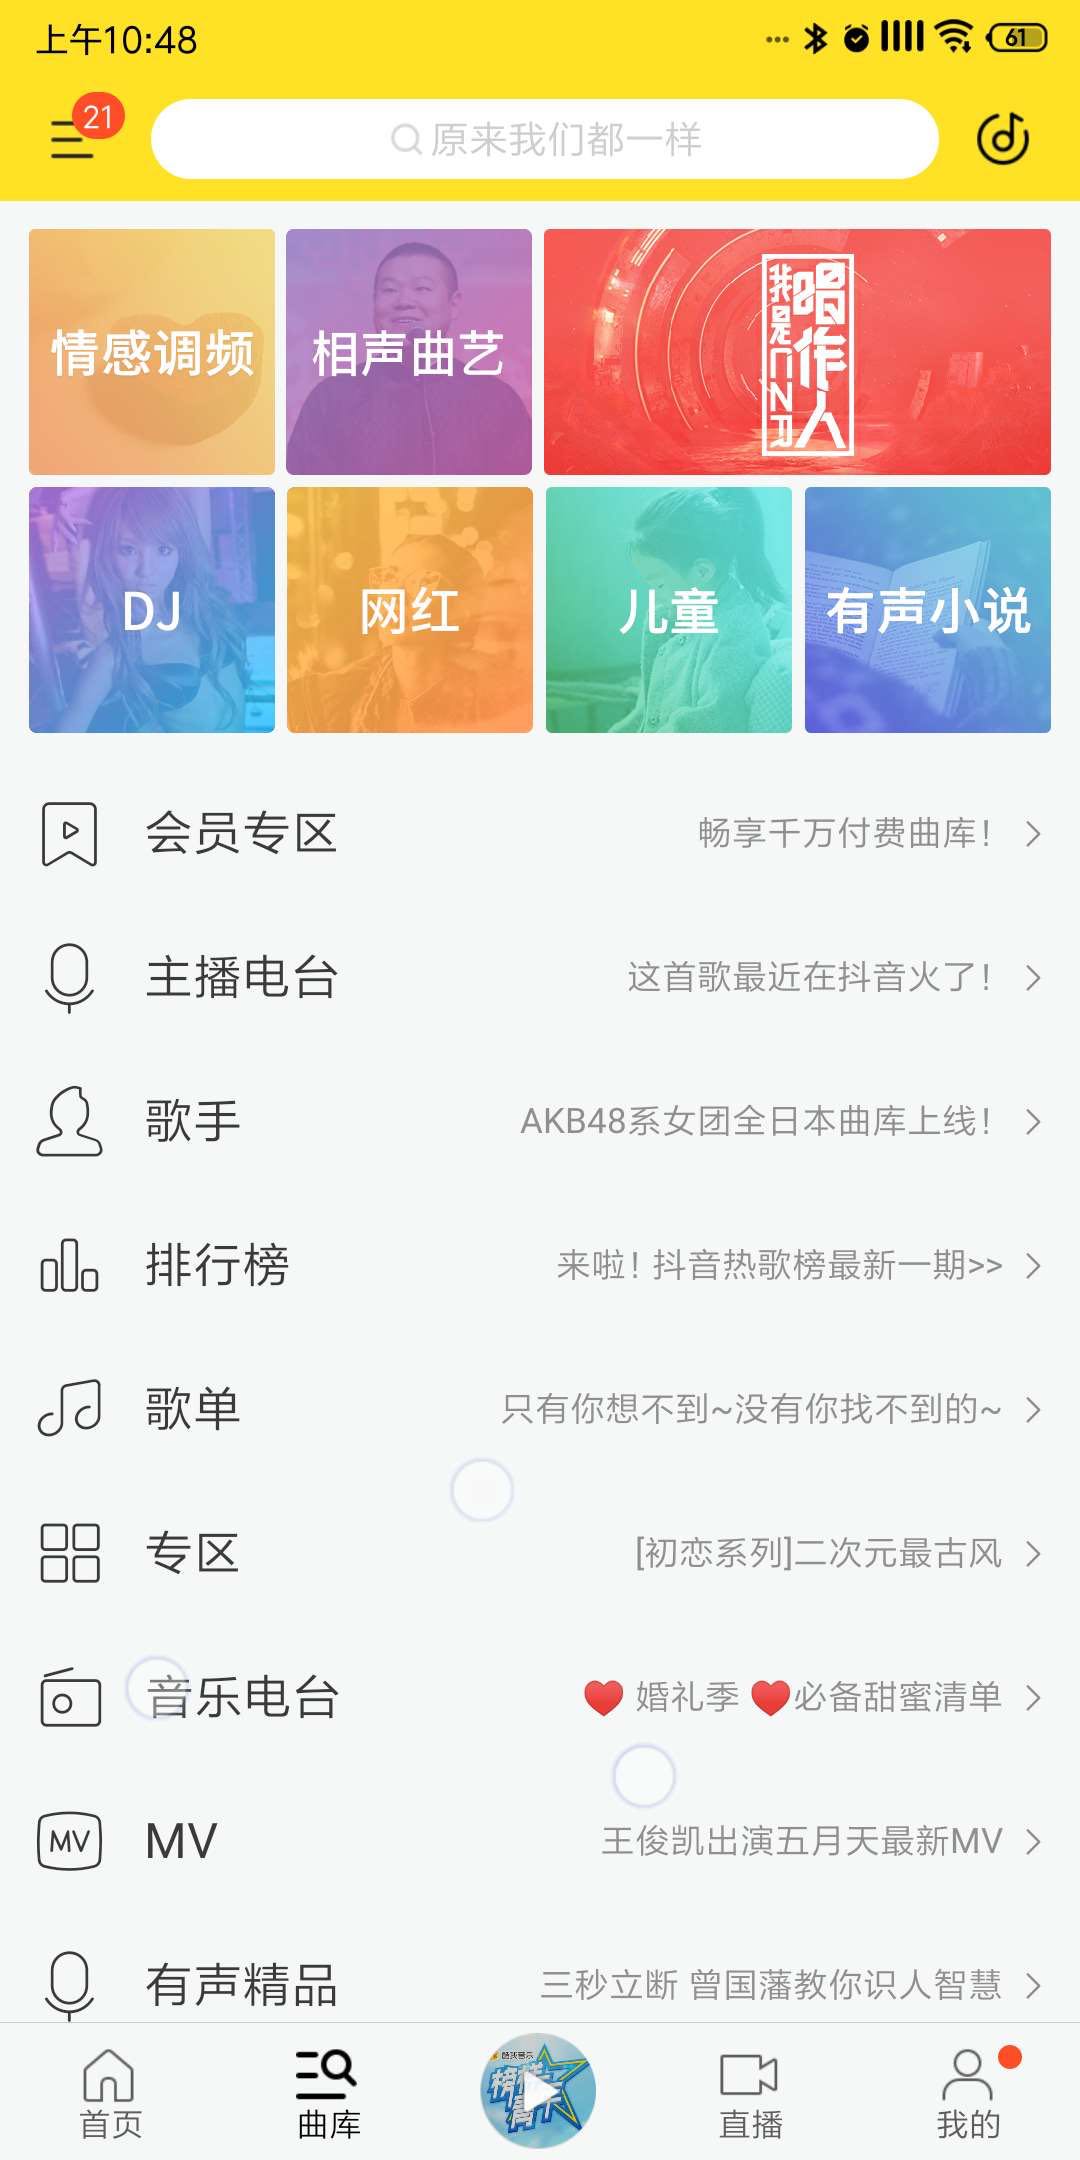 上午10:48
61
21
原来我们都一样
情感调频
相声曲艺
我是
唱作人
DJ
网红
儿童
有声小说
会员专区 畅享千万付费曲库！
主播电台 这首歌最近在抖音火了！
歌手 AKB48系女团全日本曲库上线！
排行榜 来啦！抖音热歌榜最新一期>>
歌单 只有你想不到~没有你找不到的~
专区 [初恋系列]二次元最古风
音乐电台 ❤️ 婚礼季 ❤️必备甜蜜清单
MV MV 王俊凯出演五月天最新MV
有声精品 三秒立断 曾国藩教你识人智慧
酷我音乐
首页
曲库
直播
我的